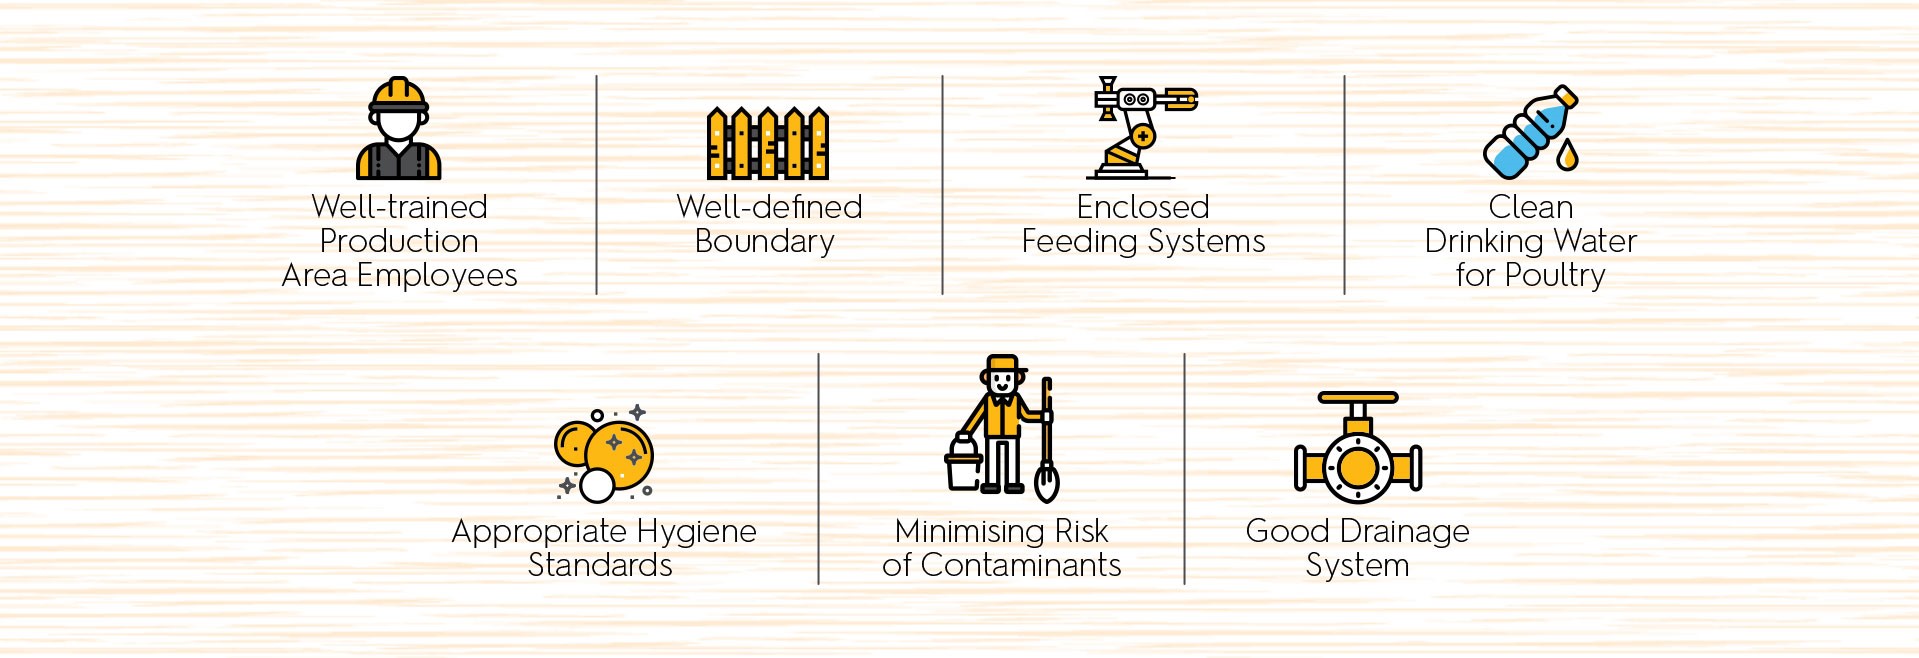 Well-trained
Production
Area Employees
Well-defined
Boundary
Enclosed
Feeding Systems
Clean
Drinking Water
for Poultry
Appropriate Hygiene
Standards
Minimising Risk
of Contaminants
Good Drainage
System